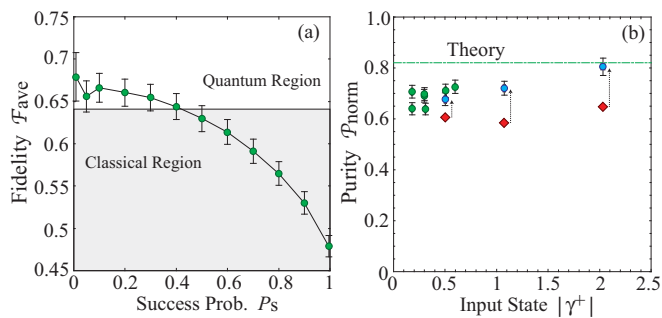 (a)
Quantum Region
Classical Region
Fidelity Fave
0.75
0.7
0.65
0.6
0.55
0.5
0.45
0 0.2 0.4 0.6 0.8 1
Success Prob. Ps
(b)
Theory
Purity Pnorm
1.0
0.8
0.6
0.4
0.2
0.0
0 0.5 1.0 1.5 2.0 2.5
Input State |γ⁺|